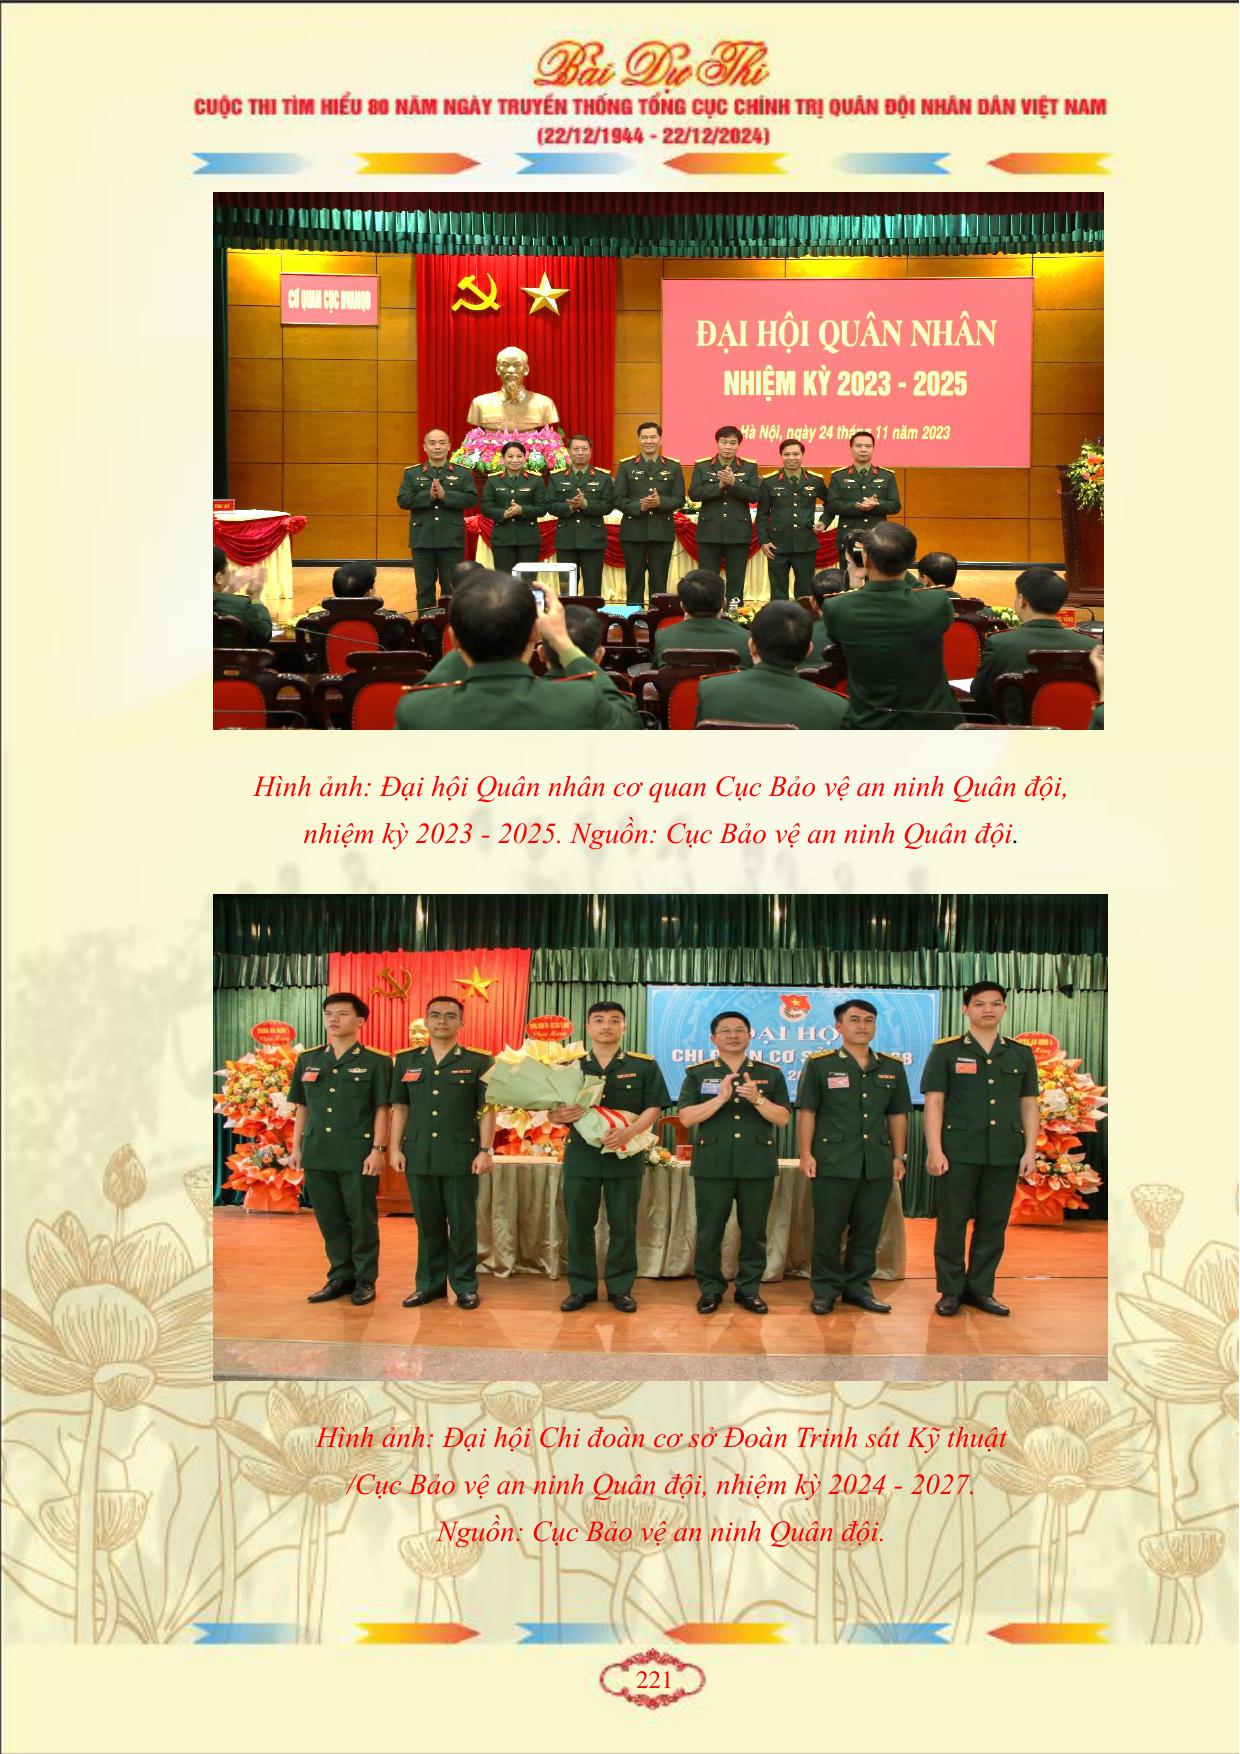 Bài Dự Thi
CUỘC THI TÌM HIỂU 80 NĂM NGÀY TRUYỀN THỐNG TỔNG CỤC CHÍNH TRỊ QUÂN ĐỘI NHÂN DÂN VIỆT NAM
(22/12/1944 - 22/12/2024)
CƠ QUAN CỤC BVANQĐ
ĐẠI HỘI QUÂN NHÂN
NHIỆM KỲ 2023 - 2025
Hà Nội, ngày 24 tháng 11 năm 2023
Hình ảnh: Đại hội Quân nhân cơ quan Cục Bảo vệ an ninh Quân đội,
nhiệm kỳ 2023 - 2025. Nguồn: Cục Bảo vệ an ninh Quân đội.
ĐẠI HỘ
CHI ĐOÀN CƠ S
Hình ảnh: Đại hội Chi đoàn cơ sở Đoàn Trinh sát Kỹ thuật
/Cục Bảo vệ an ninh Quân đội, nhiệm kỳ 2024 - 2027.
Nguồn: Cục Bảo vệ an ninh Quân đội.
221